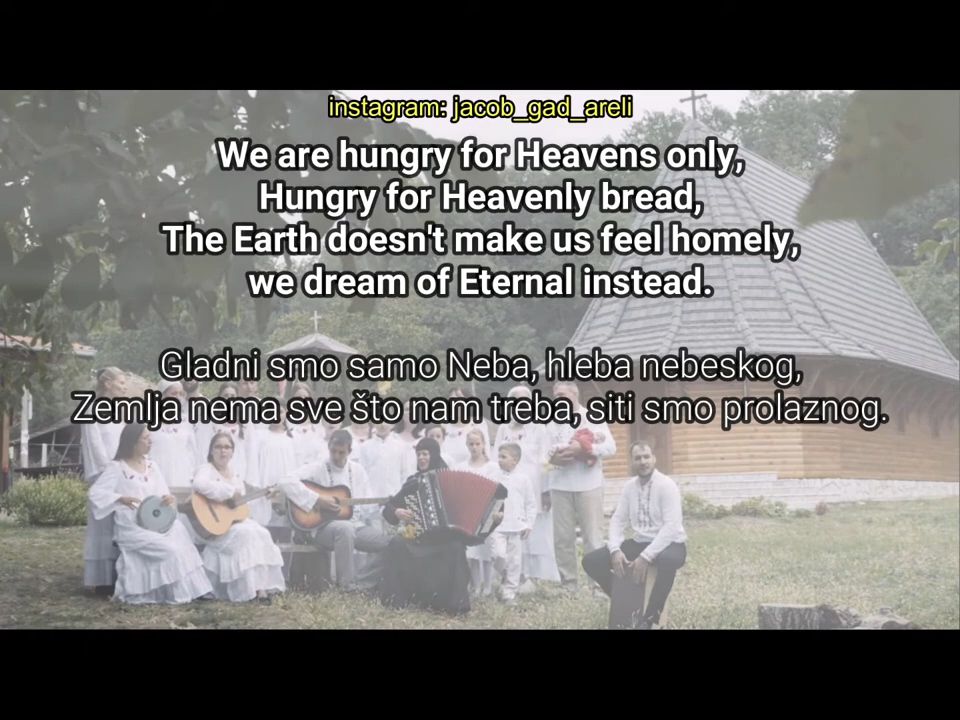 instagram: jacob_gad_areli
We are hungry for Heavens only,
Hungry for Heavenly bread,
The Earth doesn't make us feel homely,
we dream of Eternal instead.
Gladni smo samo Neba, hleba nebeskog,
Zemlja nema sve što nam treba, siti smo prolaznog.